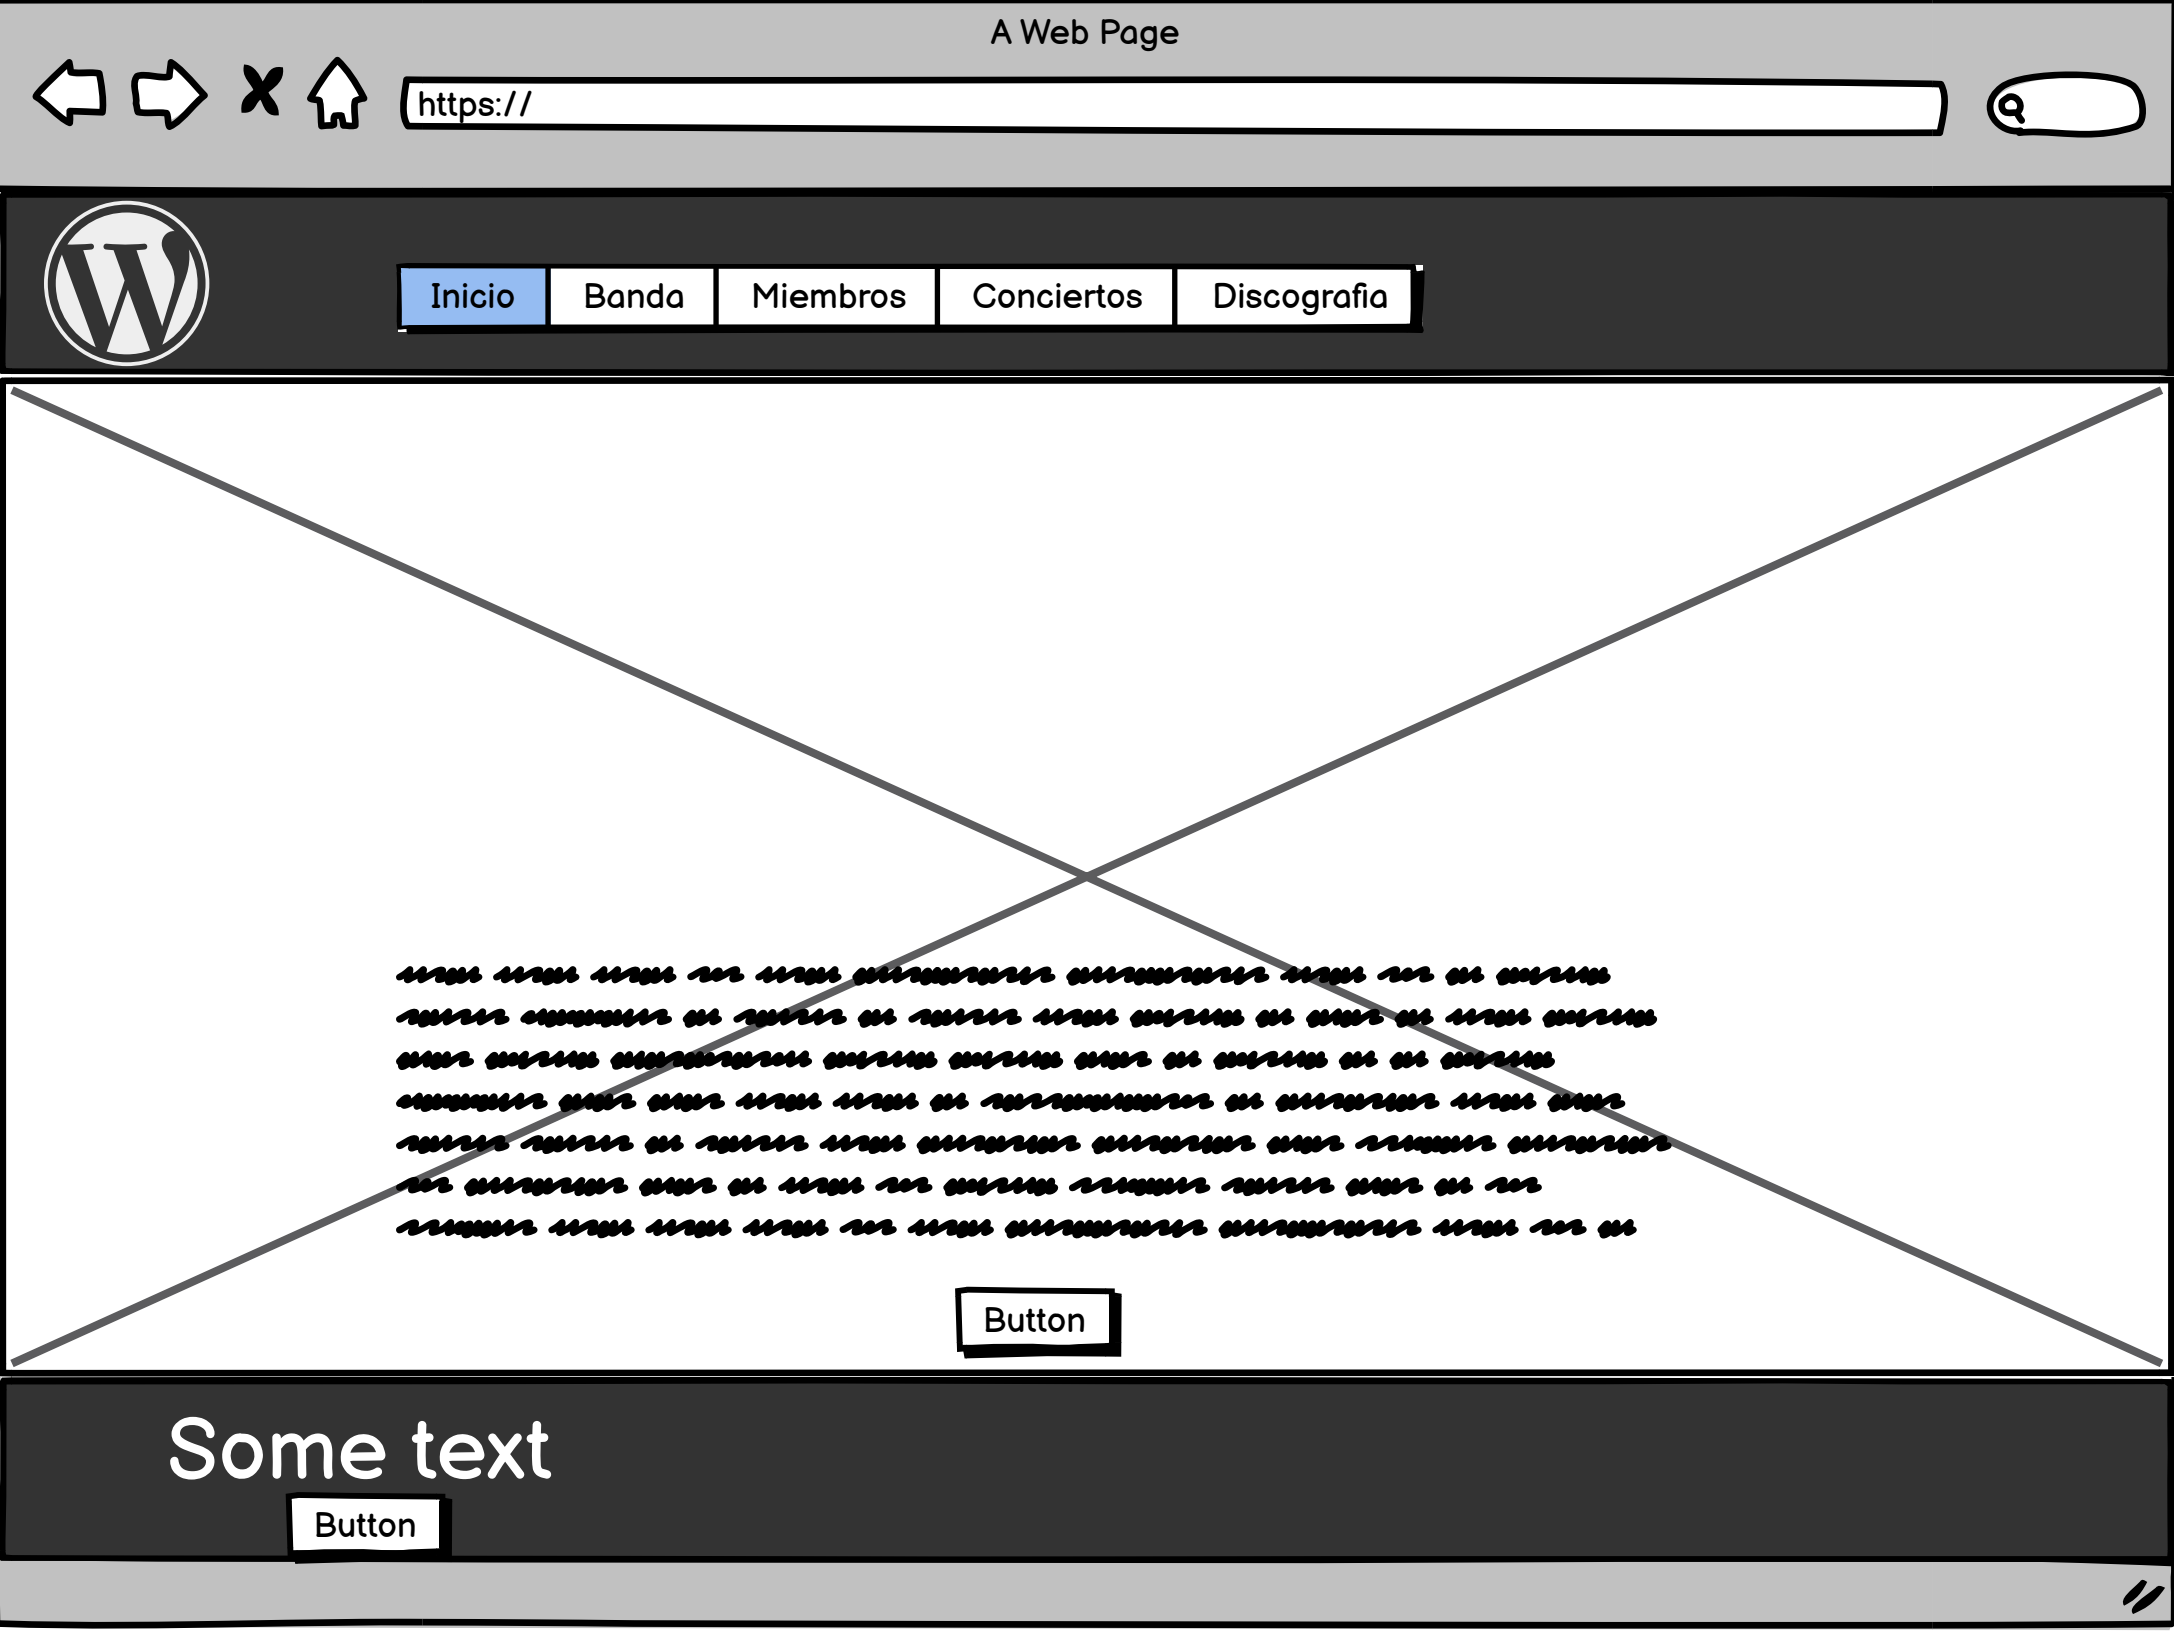 A Web Page
https://
Inicio Banda Miembros Conciertos Discografia
Button
Some text
Button